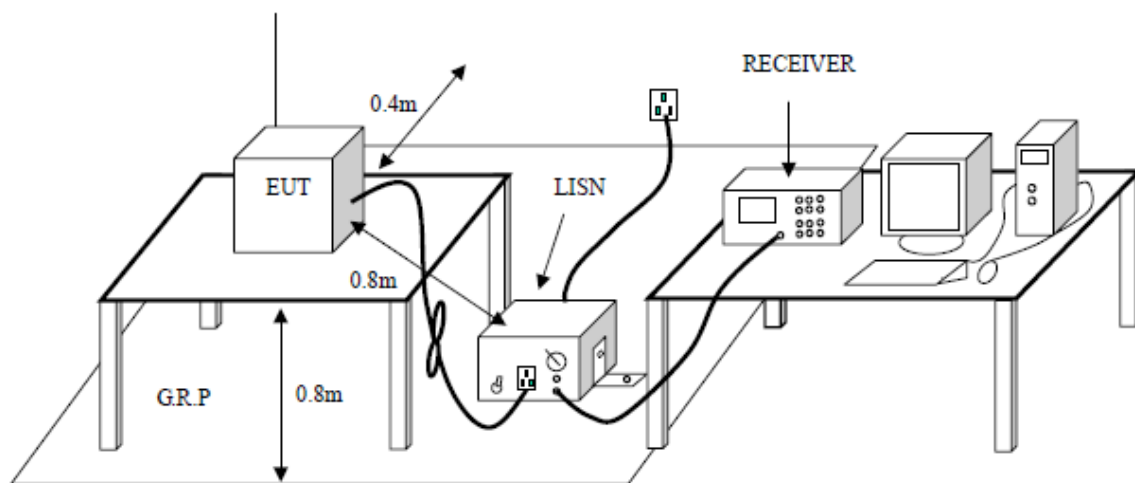 RECEIVER
0.4m
EUT
LISN
0.8m
G.R.P
0.8m